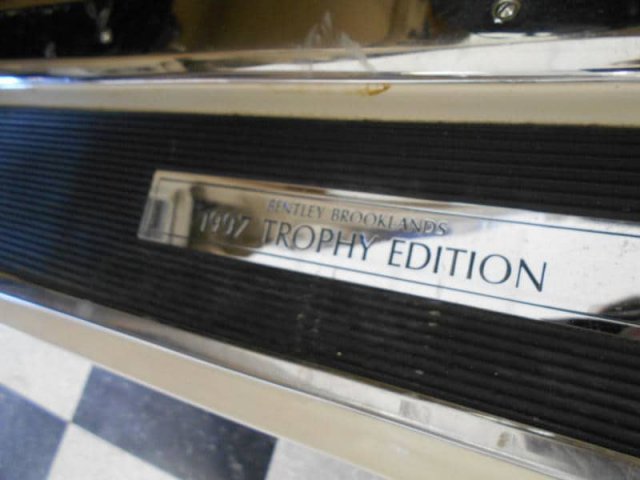 BENTLEY BROOKLANDS
1997 TROPHY EDITION